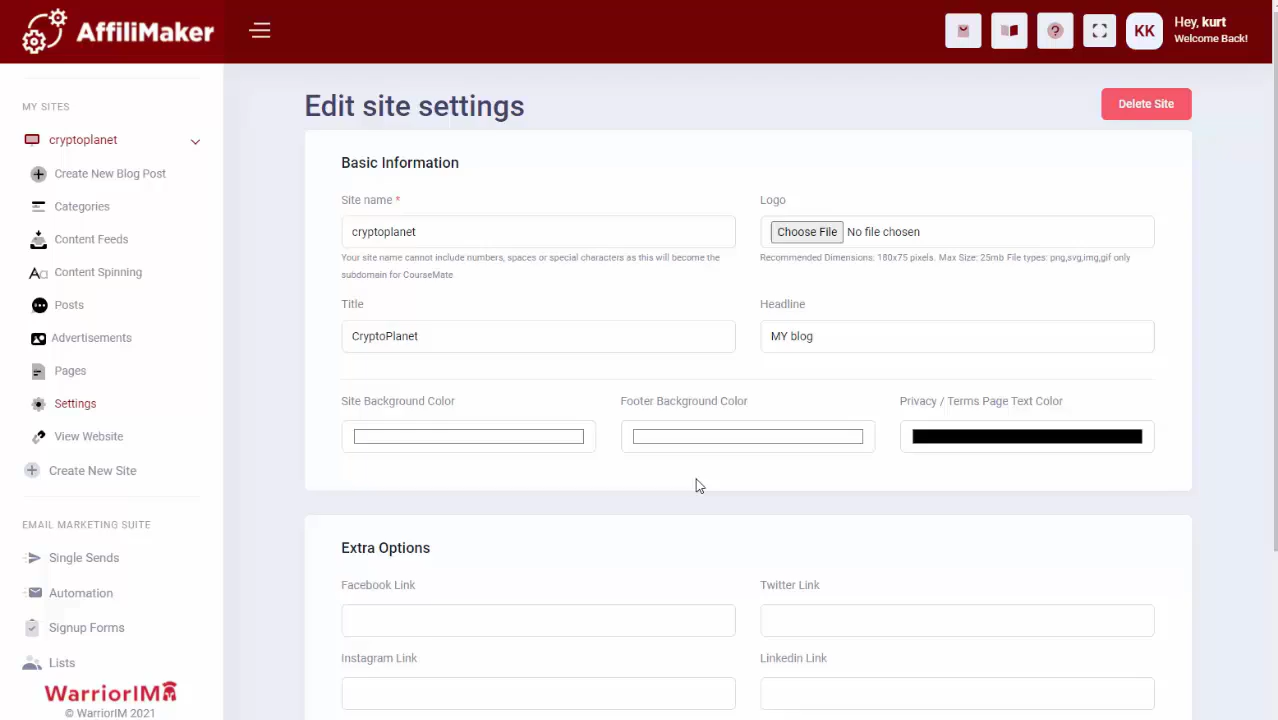 AffiliMaker
KK
Hey, kurt
Welcome Back!
MY SITES
cryptoplanet
Create New Blog Post
Categories
Content Feeds
Content Spinning
Posts
Advertisements
Pages
Settings
View Website
Create New Site
EMAIL MARKETING SUITE
Single Sends
Automation
Signup Forms
Lists
WarriorIM
© WarriorIM 2021
Edit site settings
Delete Site
Basic Information
Site name *
cryptoplanet
Your site name cannot include numbers, spaces or special characters as this will become the
subdomain for CourseMate
Logo
Choose File No file chosen
Recommended Dimensions: 180x75 pixels. Max Size: 25mb File types: png,svg,img,gif only
Title
CryptoPlanet
Headline
MY blog
Site Background Color
Footer Background Color
Privacy / Terms Page Text Color
Extra Options
Facebook Link
Twitter Link
Instagram Link
Linkedin Link